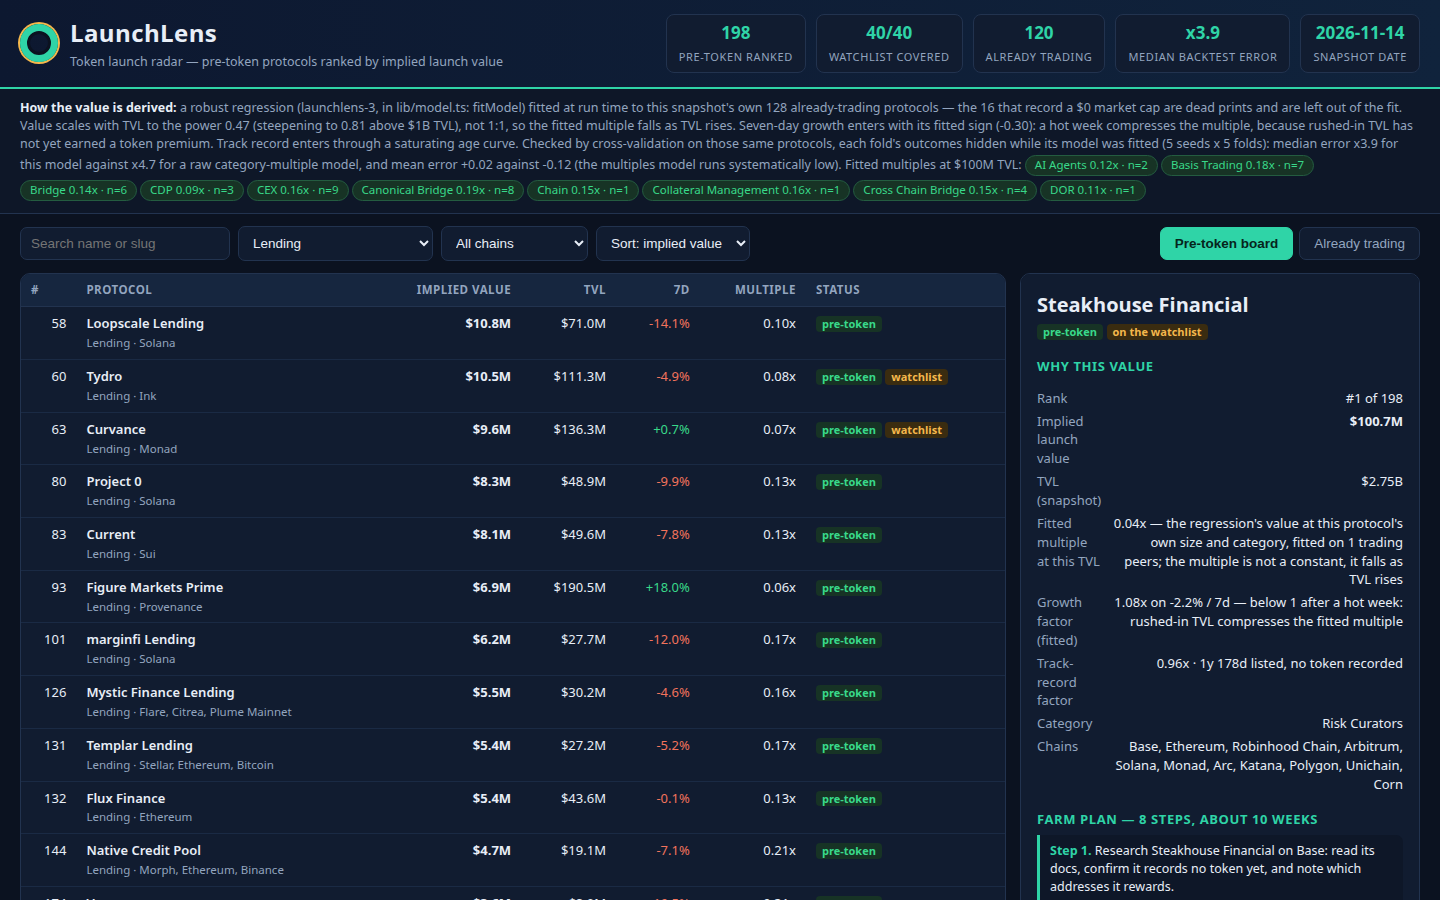 LaunchLens
Token launch radar — pre-token protocols ranked by implied launch value
198
PRE-TOKEN RANKED
40/40
WATCHLIST COVERED
120
ALREADY TRADING
x3.9
MEDIAN BACKTEST ERROR
2026-11-14
SNAPSHOT DATE
How the value is derived: a robust regression (launchlens-3, in lib/model.ts: fitModel) fitted at run time to this snapshot's own 128 already-trading protocols — the 16 that record a $0 market cap are dead prints and are left out of the fit.
Value scales with TVL to the power 0.47 (steepening to 0.81 above $1B TVL), not 1:1, so the fitted multiple falls as TVL rises. Seven-day growth enters with its fitted sign (-0.30): a hot week compresses the multiple, because rushed-in TVL has
not yet earned a token premium. Track record enters through a saturating age curve. Checked by cross-validation on those same protocols, each fold's outcomes hidden while its model was fitted (5 seeds x 5 folds): median error x3.9 for
this model against x4.7 for a raw category-multiple model, and mean error +0.02 against -0.12 (the multiples model runs systematically low). Fitted multiples at $100M TVL: AI Agents 0.12x · n=2 Basis Trading 0.18x · n=7
Bridge 0.14x · n=6 CDP 0.09x · n=3 CEX 0.16x · n=9 Canonical Bridge 0.19x · n=8 Chain 0.15x · n=1 Collateral Management 0.16x · n=1 Cross Chain Bridge 0.15x · n=4 DOR 0.11x · n=1
Search name or slug
Lending
All chains
Sort: implied value
Pre-token board
Already trading
# PROTOCOL IMPLIED VALUE TVL 7D MULTIPLE STATUS
58 Loopscale Lending $10.8M $71.0M -14.1% 0.10x pre-token
Lending · Solana
60 Tydro $10.5M $111.3M -4.9% 0.08x pre-token watchlist
Lending · Ink
63 Curvance $9.6M $136.3M +0.7% 0.07x pre-token watchlist
Lending · Monad
80 Project 0 $8.3M $48.9M -9.9% 0.13x pre-token
Lending · Solana
83 Current $8.1M $49.6M -7.8% 0.13x pre-token
Lending · Sui
93 Figure Markets Prime $6.9M $190.5M +18.0% 0.06x pre-token
Lending · Provenance
101 marginfi Lending $6.2M $27.7M -12.0% 0.17x pre-token
Lending · Solana
126 Mystic Finance Lending $5.5M $30.2M -4.6% 0.16x pre-token
Lending · Flare, Citrea, Plume Mainnet
131 Templar Lending $5.4M $27.2M -5.2% 0.17x pre-token
Lending · Stellar, Ethereum, Bitcoin
132 Flux Finance $5.4M $43.6M -0.1% 0.13x pre-token
Lending · Ethereum
144 Native Credit Pool $4.7M $19.1M -7.1% 0.21x pre-token
Lending · Morph, Ethereum, Binance
Steakhouse Financial
pre-token on the watchlist
WHY THIS VALUE
Rank #1 of 198
Implied $100.7M
launch
value
TVL $2.75B
(snapshot)
Fitted 0.04x — the regression's value at this protocol's
multiple own size and category, fitted on 1 trading
at this TVL peers; the multiple is not a constant, it falls as
TVL rises
Growth 1.08x on -2.2% / 7d — below 1 after a hot week:
factor rushed-in TVL compresses the fitted multiple
(fitted)
Track- 0.96x · 1y 178d listed, no token recorded
record
factor
Category Risk Curators
Chains Base, Ethereum, Robinhood Chain, Arbitrum,
Solana, Monad, Arc, Katana, Polygon, Unichain,
Corn
FARM PLAN — 8 STEPS, ABOUT 10 WEEKS
Step 1. Research Steakhouse Financial on Base: read its
docs, confirm it records no token yet, and note which
addresses it rewards.